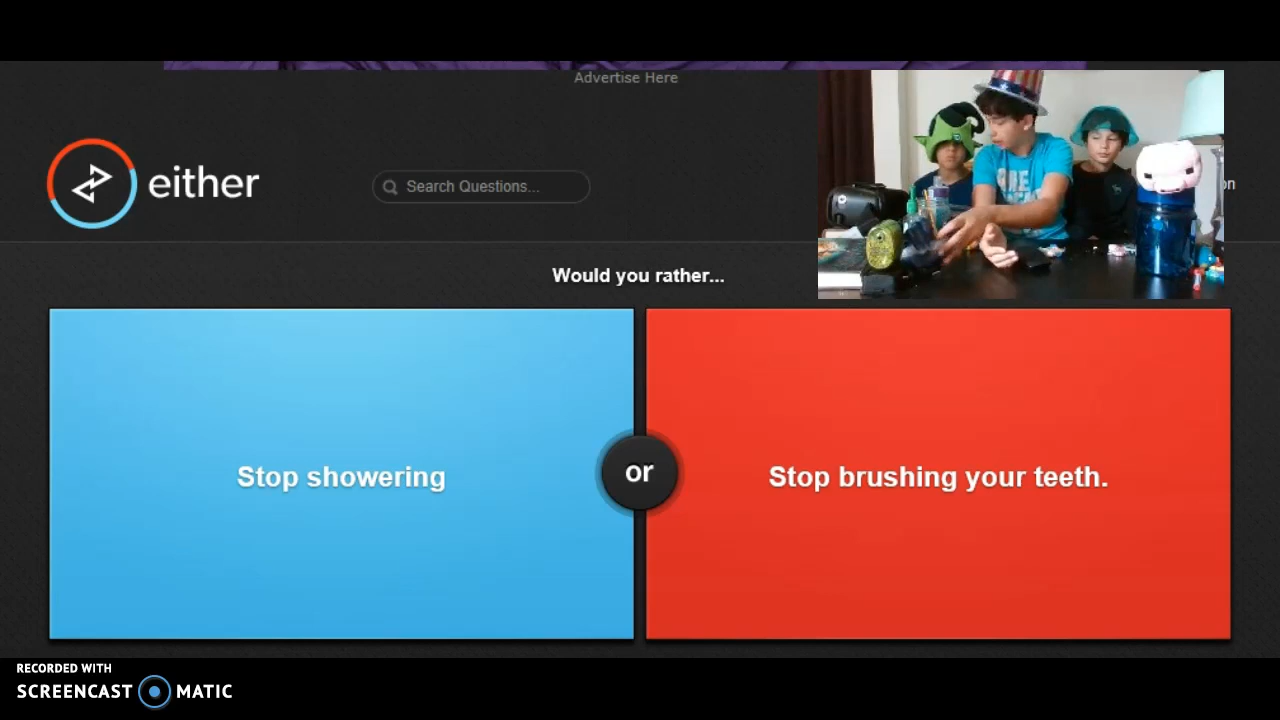 Advertise Here
either
Search Questions...
on
Would you rather...
Stop showering
or
Stop brushing your teeth.
RECORDED WITH
SCREENCAST MATIC